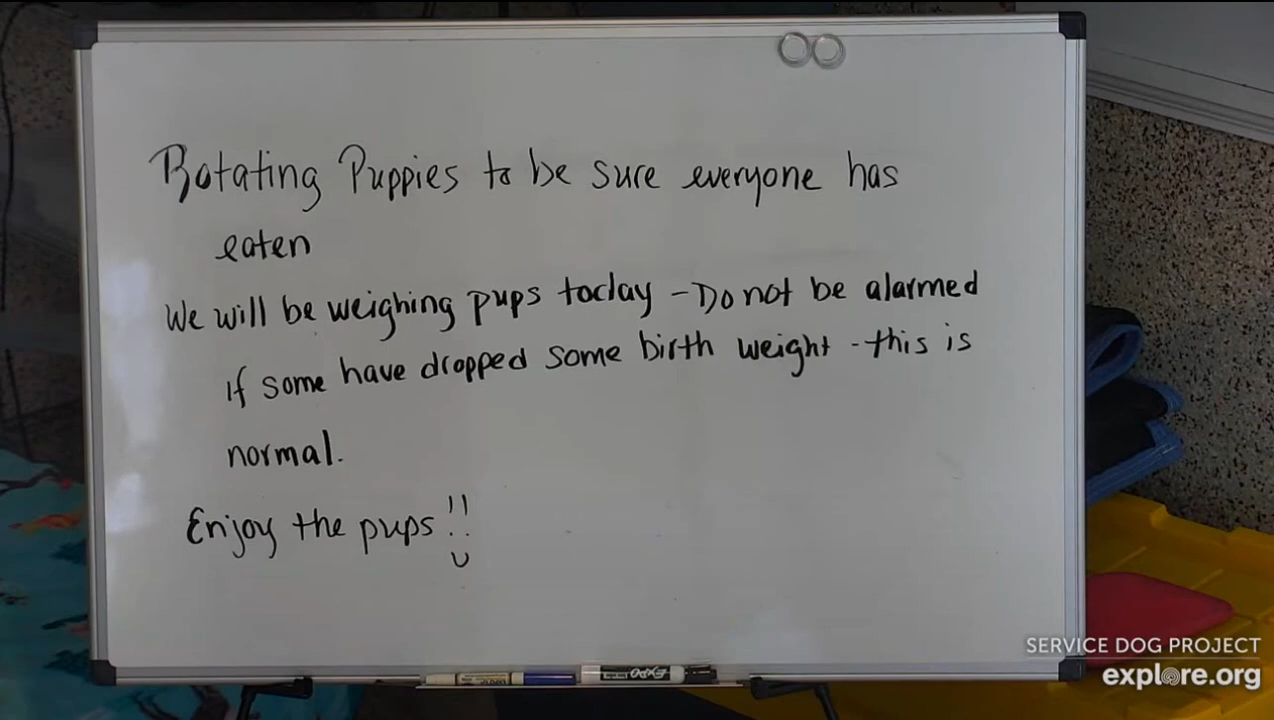 Rotating Puppies to be sure everyone has
eaten
We will be weighing pups today - Do not be alarmed
if some have dropped some birth weight - this is
normal.
Enjoy the pups !!
EXPO
SERVICE DOG PROJECT
explore.org